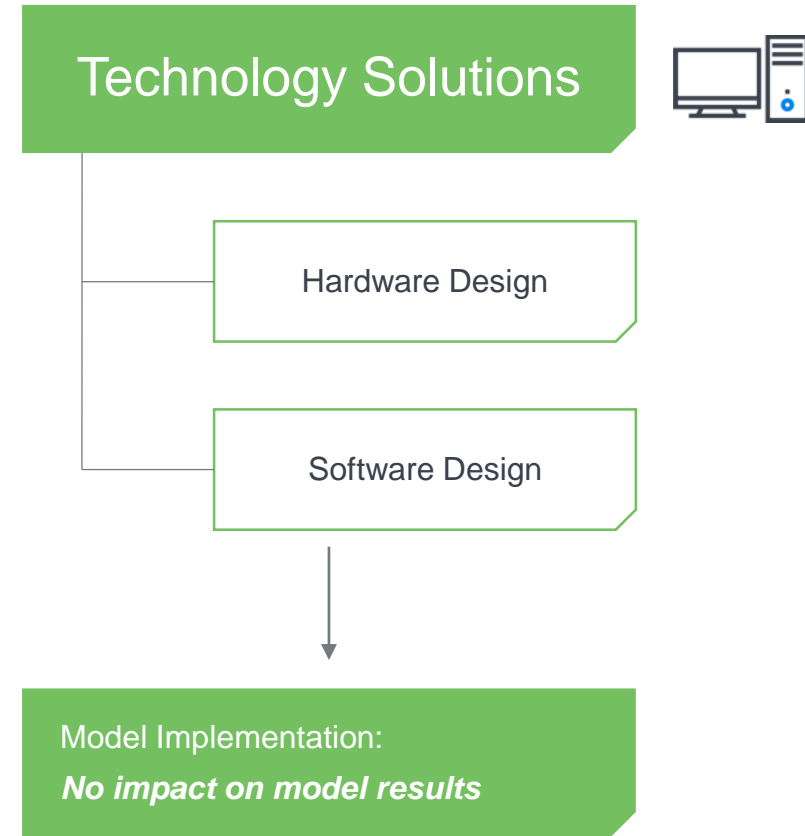 Technology Solutions
Hardware Design
Software Design
Model Implementation:
No impact on model results